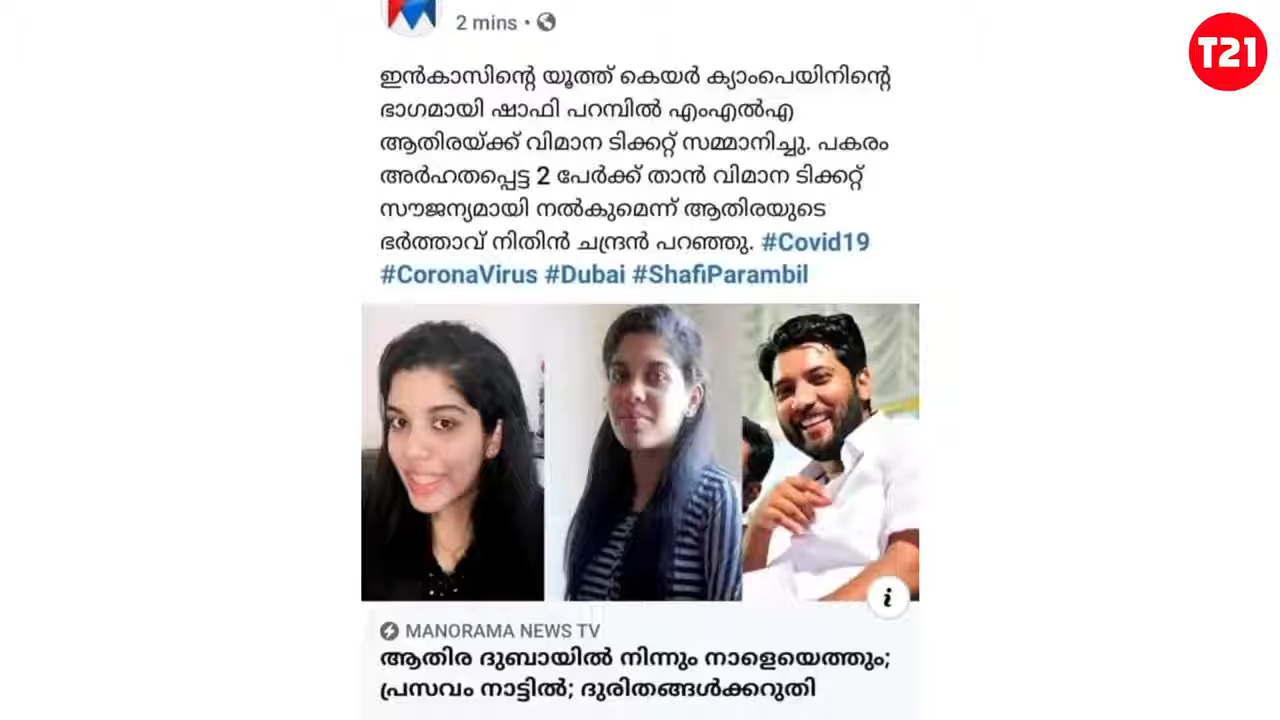 T21
2 mins •
ഇൻകാസിന്റെ യൂത്ത് കെയർ ക്യാംപെയിനിന്റെ
ഭാഗമായി ഷാഫി പറമ്പിൽ എംഎൽഎ
ആതിരയ്ക്ക് വിമാന ടിക്കറ്റ് സമ്മാനിച്ചു. പകരം
അർഹതപ്പെട്ട 2 പേർക്ക് താൻ വിമാന ടിക്കറ്റ്
സൗജന്യമായി നൽകുമെന്ന് ആതിരയുടെ
ഭർത്താവ് നിതിൻ ചന്ദ്രൻ പറഞ്ഞു. #Covid19
#CoronaVirus #Dubai #ShafiParambil
MANORAMA NEWS TV
ആതിര ദുബായിൽ നിന്നും നാളെയെത്തും;
പ്രസവം നാട്ടിൽ; ദുരിതങ്ങൾക്കറുതി